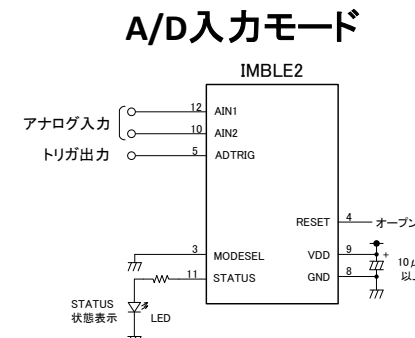 A/D入力モード
IMBLE2
アナログ入力
12 AIN1
10 AIN2
トリガ出力
5 ADTRIG
RESET 4 オープン
3 MODESEL
VDD 9
+
10μ
11 STATUS
GND 8
以
STATUS
状態表示
LED